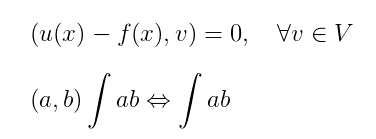 (u(x) − f(x), v) = 0, ∀v ∈ V
(a, b) ∫ ab ⇔ ∫ ab